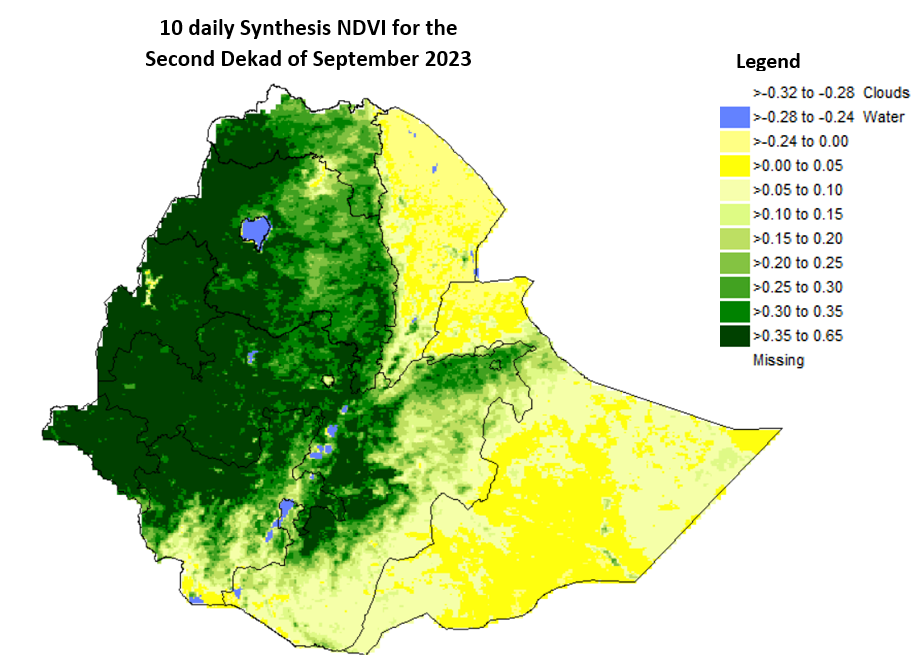 10 daily Synthesis NDVI for the
Second Dekad of September 2023
Legend
>-0.32 to -0.28 Clouds
>-0.28 to -0.24 Water
>-0.24 to 0.00
>0.00 to 0.05
>0.05 to 0.10
>0.10 to 0.15
>0.15 to 0.20
>0.20 to 0.25
>0.25 to 0.30
>0.30 to 0.35
>0.35 to 0.65
Missing